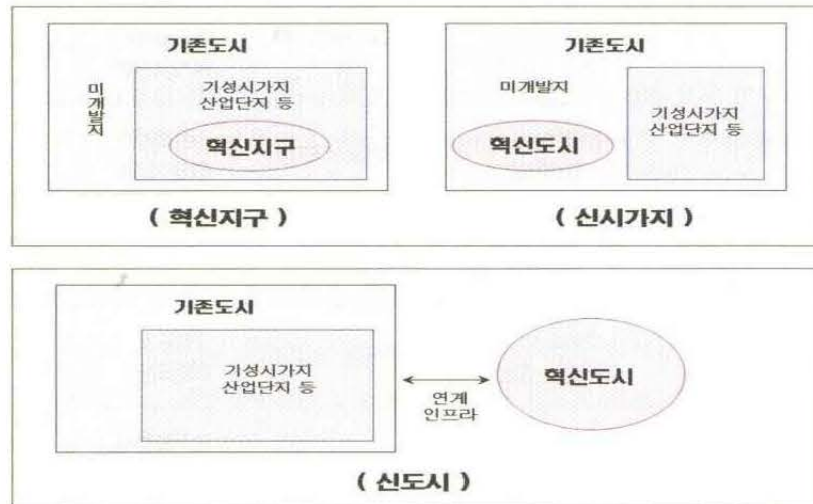 기존도시
미개발지
기성시가지
산업단지 등
혁신지구
( 혁신지구 )
기존도시
미개발지
기성시가지
산업단지 등
혁신도시
( 신시가지 )
기존도시
기성시가지
산업단지 등
연계
인프라
혁신도시
( 신도시 )